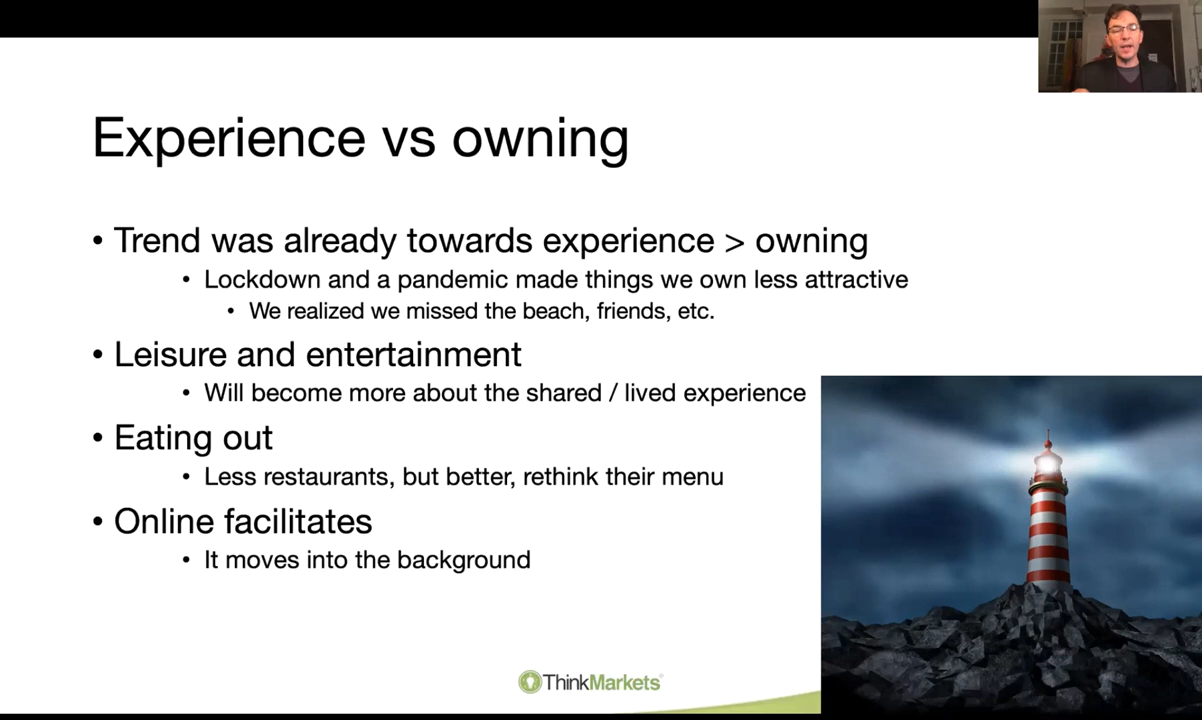 Experience vs owning
• Trend was already towards experience > owning
• Lockdown and a pandemic made things we own less attractive
• We realized we missed the beach, friends, etc.
• Leisure and entertainment
• Will become more about the shared / lived experience
• Eating out
• Less restaurants, but better, rethink their menu
• Online facilitates
• It moves into the background
ThinkMarkets